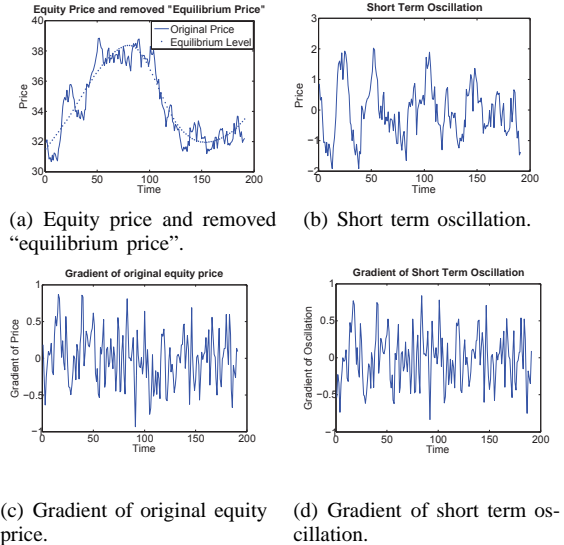 Equity Price and removed "Equilibrium Price"
Original Price
Equilibrium Level
Price
40
38
36
34
32
30
0
50
100
150
200
Time
Short Term Oscillation
Price
3
2
1
0
−1
−2
0
50
100
150
200
Time
(a) Equity price and removed
“equilibrium price”.
(b) Short term oscillation.
Gradient of original equity price
Gradient of Price
1
0.5
0
−0.5
−1
0
50
100
150
200
Time
Gradient of Short Term Oscillation
Gradient of Oscillation
1
0.5
0
−0.5
−1
0
50
100
150
200
Time
(c) Gradient of original equity
price.
(d) Gradient of short term os-
cillation.